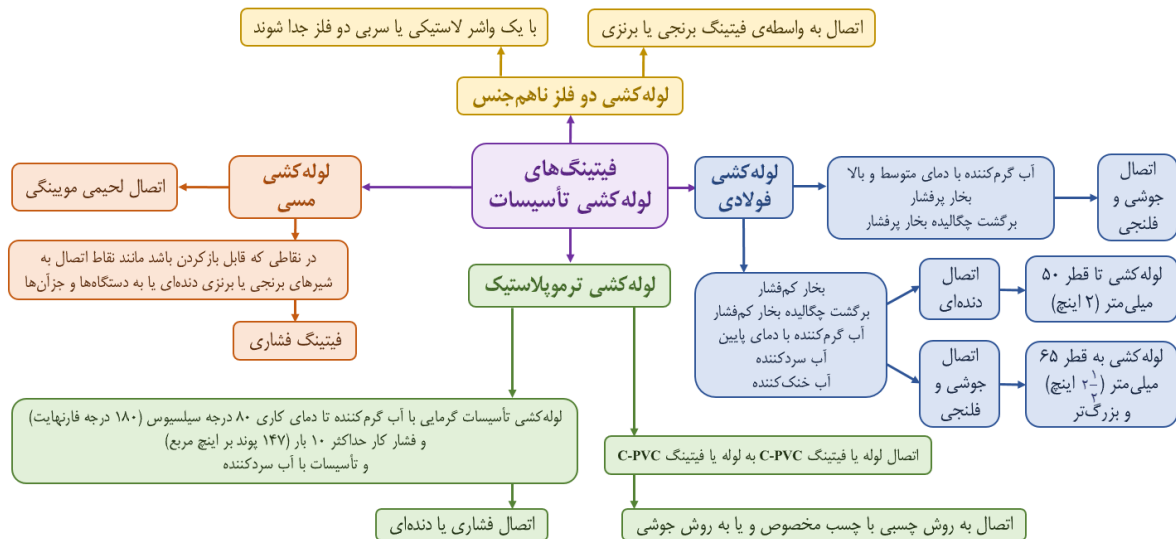 با یک واشر لاستیکی یا سربی دو فلز جدا شوند
اتصال به واسطه‌ی فیتینگ برنجی یا برنزی
لوله‌کشی دو فلز ناهم‌جنس
فیتینگ‌های
لوله‌کشی تأسیسات
لوله‌کشی
فولادی
آب گرم‌کننده با دمای متوسط و بالا
بخار پرفشار
برگشت چگالیده بخار پرفشار
اتصال
جوشی و
فلنجی
بخار کم‌فشار
برگشت چگالیده بخار کم‌فشار
آب گرم‌کننده با دمای پایین
آب سردکننده
آب خنک‌کننده
اتصال
دنده‌ای
لوله‌کشی تا قطر ۵۰
میلی‌متر (۲ اینچ)
اتصال
جوشی و
فلنجی
لوله‌کشی به قطر ۶۵
میلی‌متر (۲ ۱/۲ اینچ)
و بزرگ‌تر
لوله‌کشی
مسی
اتصال لحیمی مویینگی
در نقاطی که قابل بازکردن باشد مانند نقاط اتصال به
شیرهای برنجی یا برنزی دنده‌ای یا به دستگاه‌ها و جزآن‌ها
فیتینگ فشاری
لوله‌کشی ترموپلاستیک
لوله‌کشی تأسیسات گرمایی با آب گرم‌کننده تا دمای کاری ۸۰ درجه سیلسیوس (۱۸۰ درجه فارنهایت)
و فشار کار حداکثر ۱۰ بار (۱۴۷ پوند بر اینچ مربع)
و تأسیسات با آب سردکننده
اتصال فشاری یا دنده‌ای
اتصال لوله یا فیتینگ C-PVC به لوله یا فیتینگ C-PVC
اتصال به روش چسبی با چسب مخصوص و یا به روش جوشی